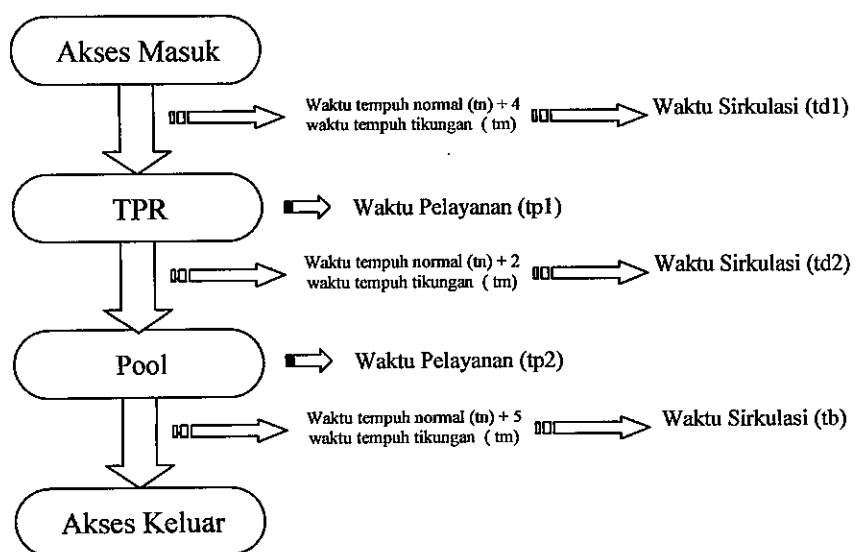 Akses Masuk
Waktu tempuh normal (tn) + 4
waktu tempuh tikungan ( tm)
Waktu Sirkulasi (td1)
TPR
Waktu Pelayanan (tp1)
Waktu tempuh normal (tn) + 2
waktu tempuh tikungan ( tm)
Waktu Sirkulasi (td2)
Pool
Waktu Pelayanan (tp2)
Waktu tempuh normal (tn) + 5
waktu tempuh tikungan ( tm)
Waktu Sirkulasi (tb)
Akses Keluar